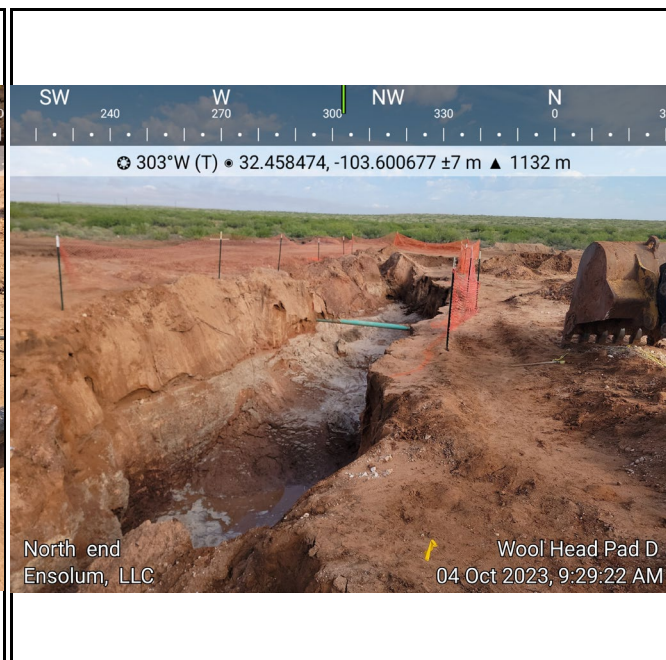 SW W NW N
240 270 300 330 0
303°W (T) 32.458474, -103.600677 ±7 m ▲ 1132 m
North end
Ensolum, LLC
Wool Head Pad D
04 Oct 2023, 9:29:22 AM